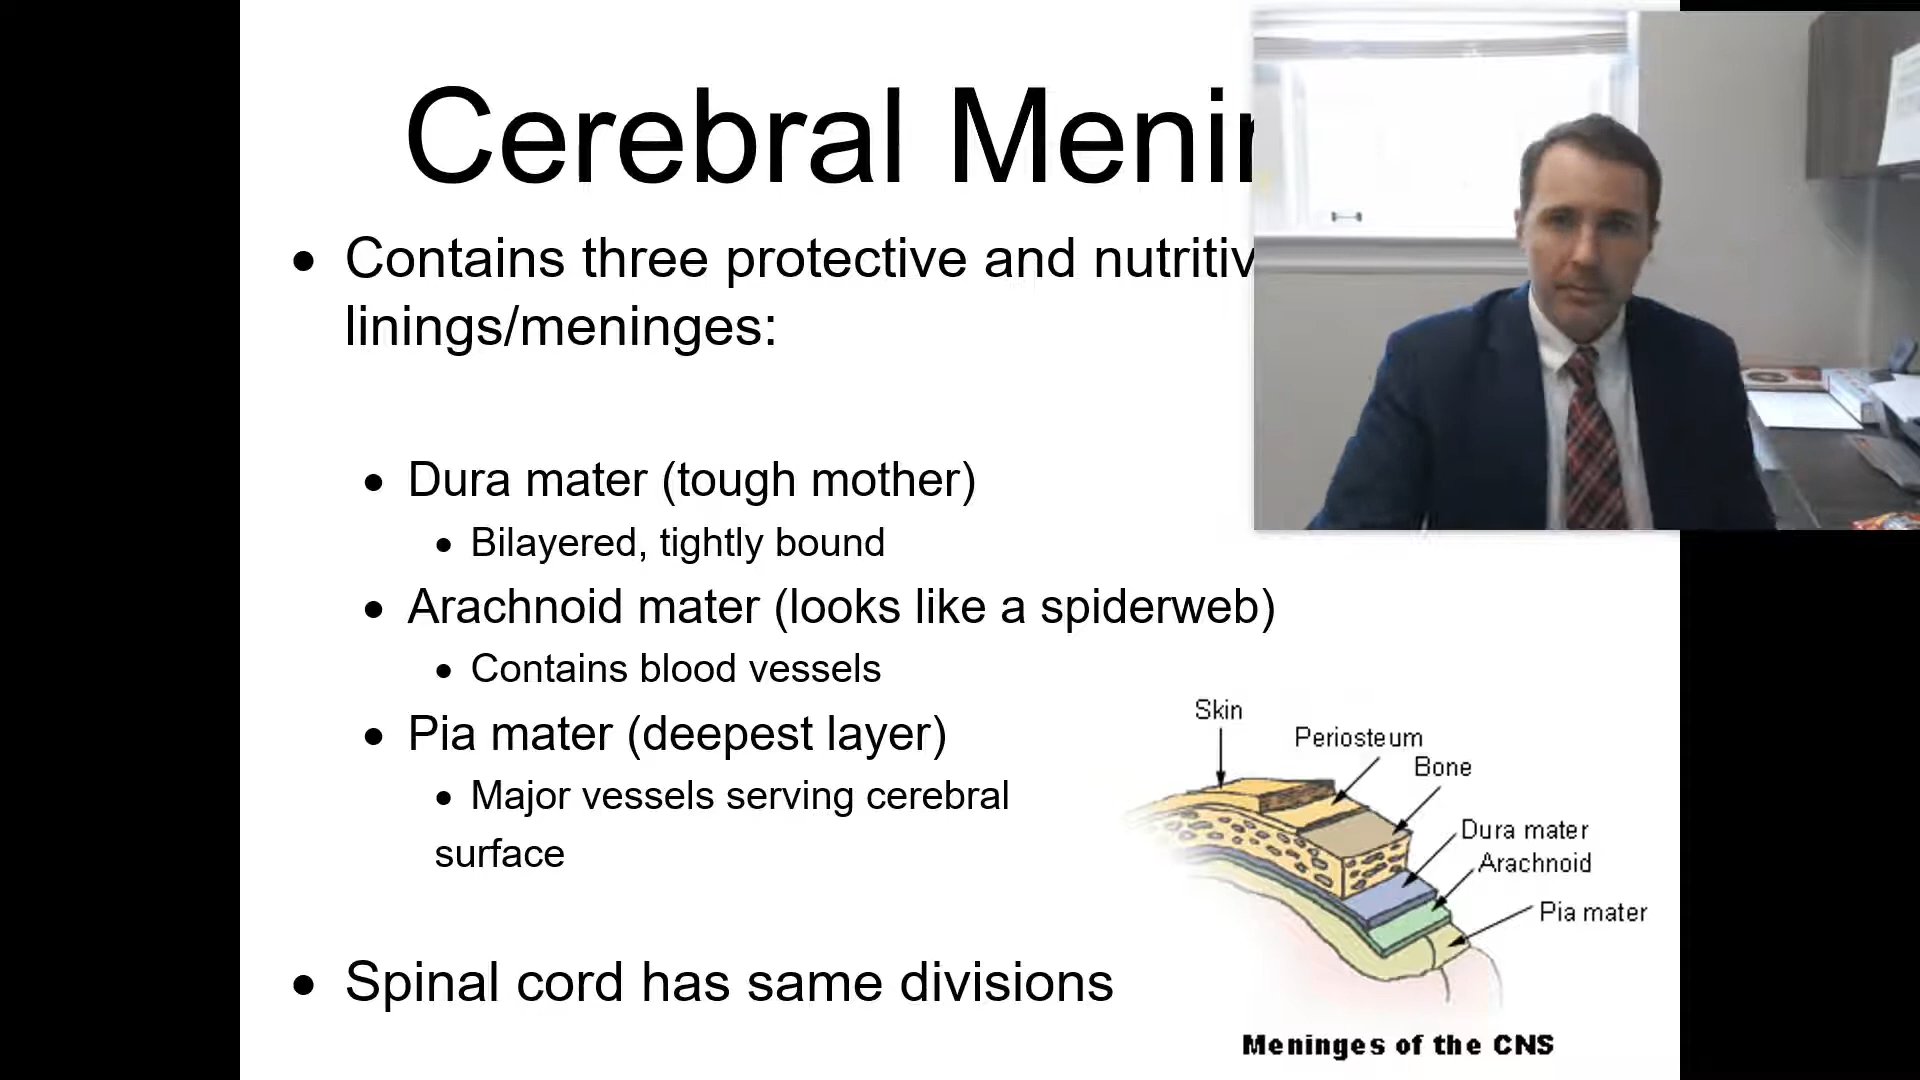 Cerebral Menin
• Contains three protective and nutritiv
linings/meninges:
• Dura mater (tough mother)
• Bilayered, tightly bound
• Arachnoid mater (looks like a spiderweb)
• Contains blood vessels
• Pia mater (deepest layer)
• Major vessels serving cerebral
surface
• Spinal cord has same divisions
Skin
Periosteum
Bone
Dura mater
Arachnoid
Pia mater
Meninges of the CNS